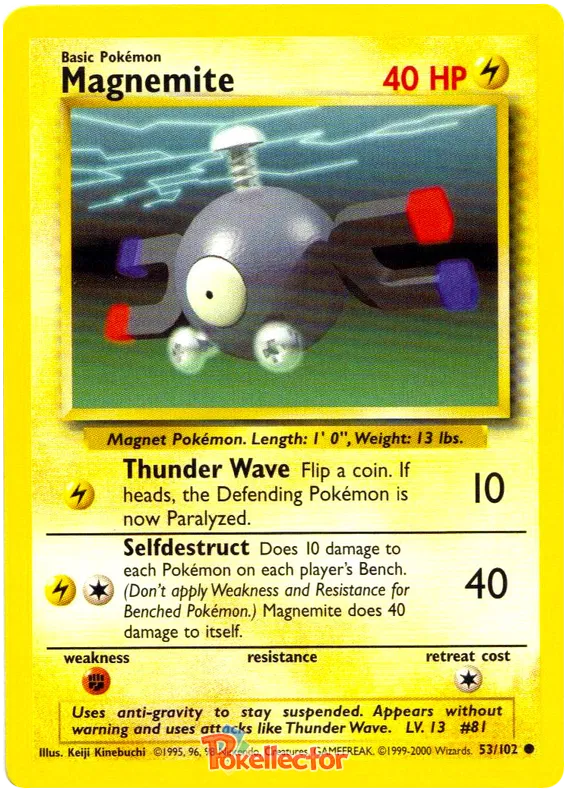 Basic Pokémon
Magnemite 40 HP
Magnet Pokémon. Length: 1' 0", Weight: 13 lbs.
Thunder Wave Flip a coin. If
heads, the Defending Pokémon is
now Paralyzed.
10
Selfdestruct Does 10 damage to
each Pokémon on each player's Bench.
(Don't apply Weakness and Resistance for
Benched Pokémon.) Magnemite does 40
damage to itself.
40
weakness resistance retreat cost
Uses anti-gravity to stay suspended. Appears without
warning and uses attacks like Thunder Wave. LV. 13 #81
Illus. Keiji Kinebuchi ©1995, 96, 98 Nintendo, Creatures, GAMEFREAK. ©1999-2000 Wizards. 53/102
Pokellector